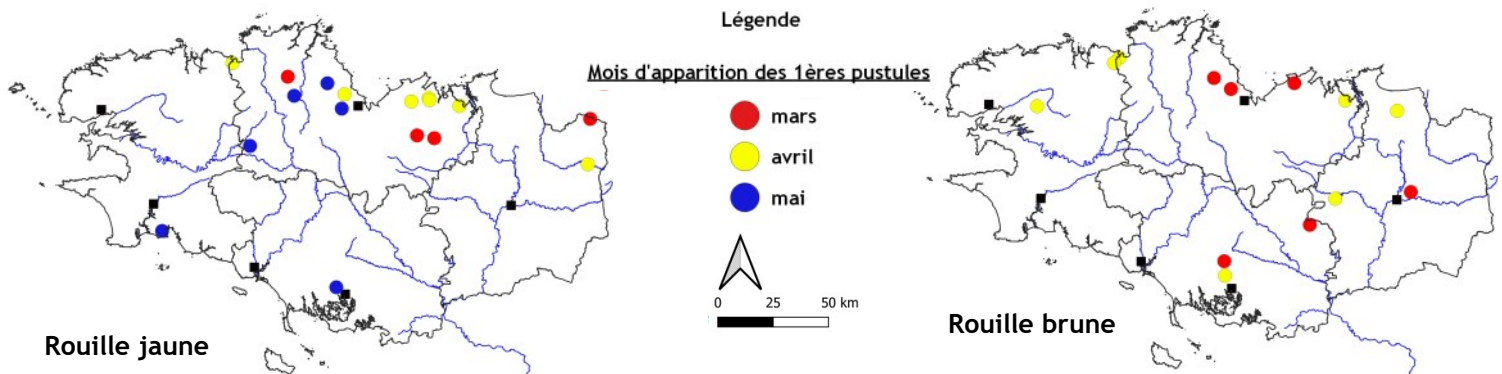 Légende
Mois d'apparition des 1ères pustules
mars
avril
mai
0 25 50 km
Rouille jaune
Rouille brune